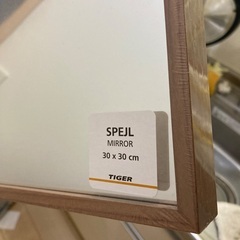 SPEJL
MIRROR
30 x 30 cm
TIGER